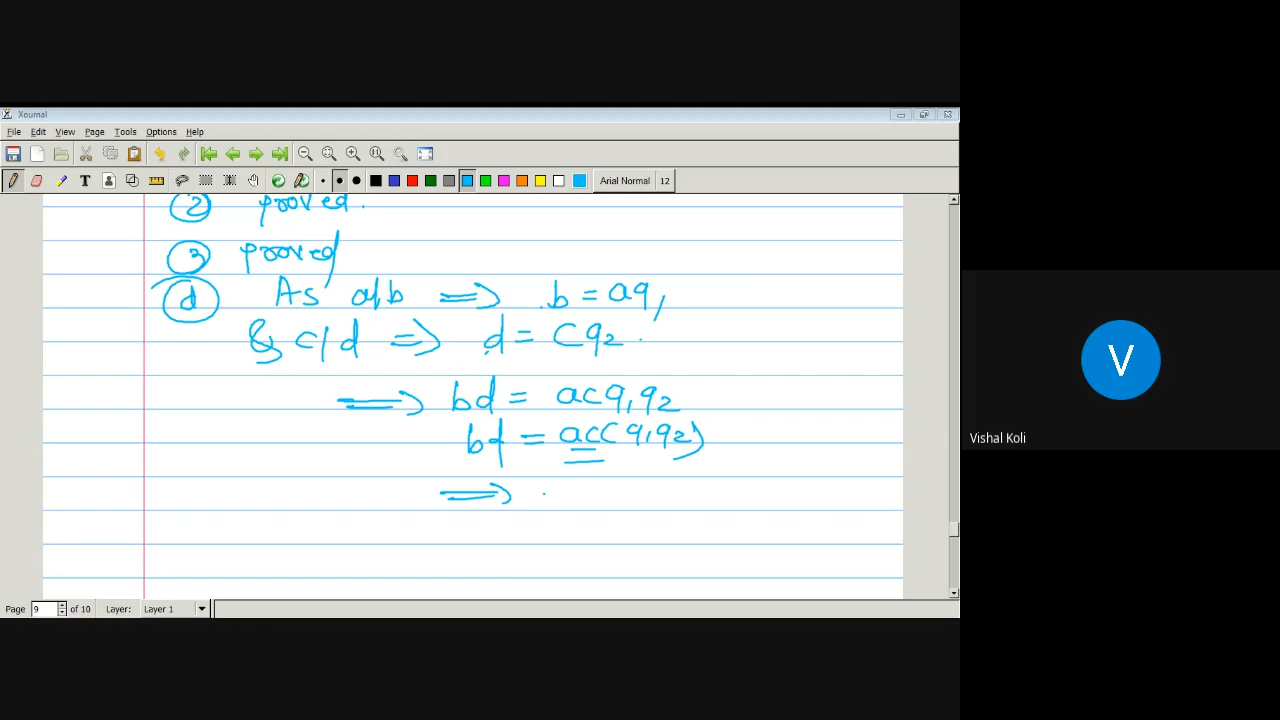 Xournal
File Edit View Page Tools Options Help
T Arial Normal 12
② proved.
③ proved
ⓓ As a/b ⟹ b = aq₁
& c/d ⟹ d = cq₂.
⟹ bd = acq₁q₂
bd = ac(q₁q₂)
⟹
V
Vishal Koli
Page 9 of 10 Layer: Layer 1